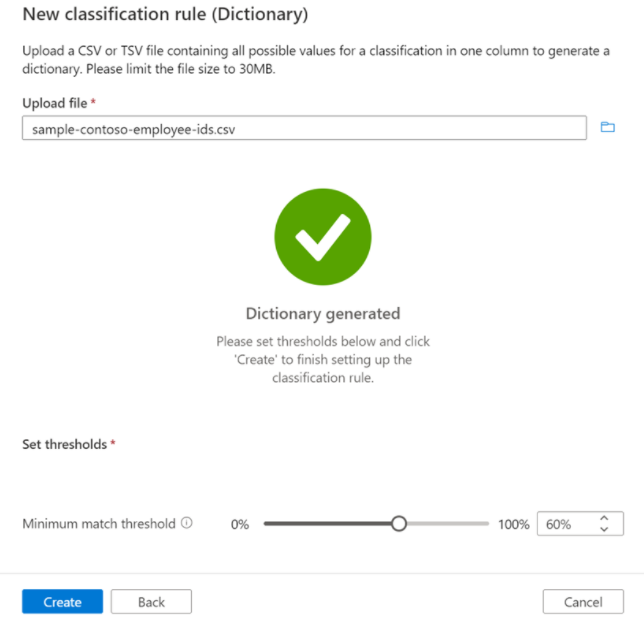 New classification rule (Dictionary)
Upload a CSV or TSV file containing all possible values for a classification in one column to generate a
dictionary. Please limit the file size to 30MB.
Upload file *
sample-contoso-employee-ids.csv
Dictionary generated
Please set thresholds below and click
'Create' to finish setting up the
classification rule.
Set thresholds *
Minimum match threshold 0% 100% 60%
Create Back Cancel